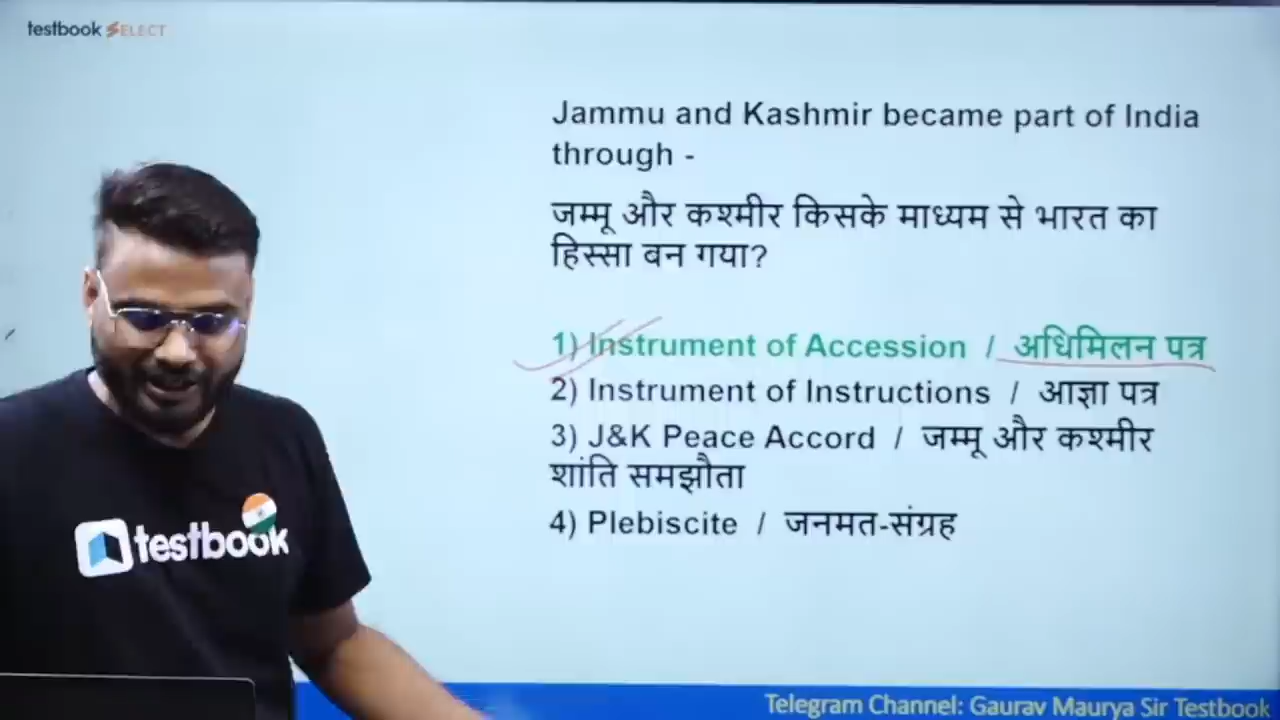 testbook SELECT
Jammu and Kashmir became part of India
through -
जम्मू और कश्मीर किसके माध्यम से भारत का
हिस्सा बन गया?
1) Instrument of Accession / अधिमिलन पत्र
2) Instrument of Instructions / आज्ञा पत्र
3) J&K Peace Accord / जम्मू और कश्मीर
शांति समझौता
4) Plebiscite / जनमत-संग्रह
testbook
Telegram Channel: Gaurav Maurya Sir Testbook